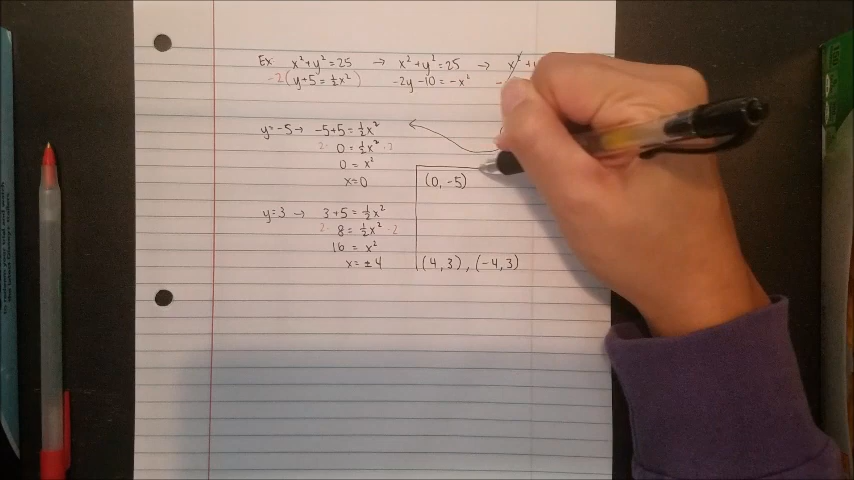 Ex: x²+y²=25 → x²+y²=25 → x²+y
-2(y+5=½x²) -2y-10=-x² -
y=-5 → -5+5=½x²
2· 0=½x² ·2
0=x²
x=0 (0,-5)
y=3 → 3+5=½x²
2· 8=½x² ·2
16=x²
x=±4 (4,3),(-4,3)